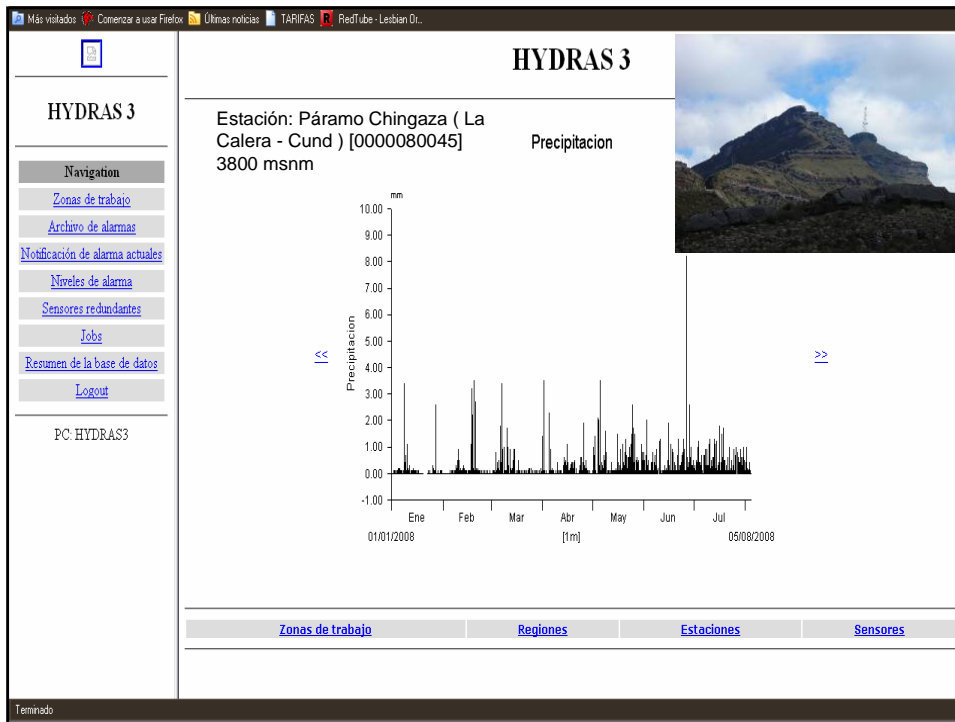 Más visitados Comenzar a usar Firefox Últimas noticias TARIFAS RedTube - Lesbian Or...
HYDRAS 3
Navigation
Zonas de trabajo
Archivo de alarmas
Notificación de alarma actuales
Niveles de alarma
Sensores redundantes
Jobs
Resumen de la base de datos
Logout
PC: HYDRAS3
HYDRAS 3
Estación: Páramo Chingaza ( La
Calera - Cund ) [0000080045]
3800 msnm
Precipitacion
mm
10.00
9.00
8.00
7.00
6.00
5.00
4.00
3.00
2.00
1.00
0.00
-1.00
Precipitacion
<<
>>
Ene Feb Mar Abr May Jun Jul
01/01/2008 [1m] 05/08/2008
Zonas de trabajo Regiones Estaciones Sensores
Terminado